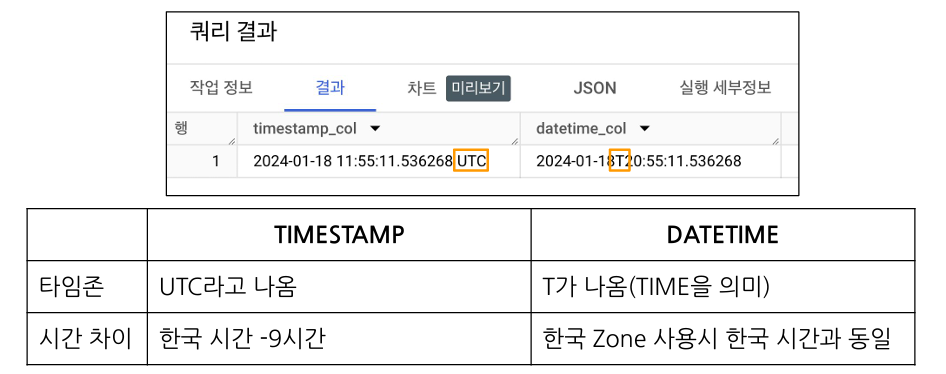 쿼리 결과
작업 정보 결과 차트 미리보기 JSON 실행 세부정보
행 timestamp_col datetime_col
1 2024-01-18 11:55:11.536268 UTC 2024-01-18T20:55:11.536268
TIMESTAMP DATETIME
타임존 UTC라고 나옴 T가 나옴(TIME을 의미)
시간 차이 한국 시간 -9시간 한국 Zone 사용시 한국 시간과 동일